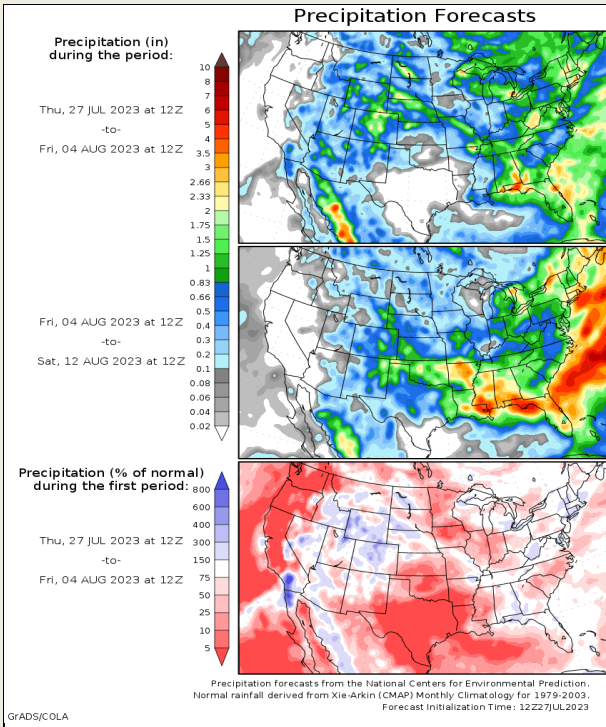 Precipitation Forecasts
Precipitation (in)
during the period:
Thu, 27 JUL 2023 at 12Z
-to-
Fri, 04 AUG 2023 at 12Z
10
8
7
6
5
4
3.5
3
2.66
2.33
2
1.75
1.5
1.25
1
0.83
0.66
0.5
0.4
0.3
0.2
0.1
0.08
0.06
0.04
0.02
Fri, 04 AUG 2023 at 12Z
-to-
Sat, 12 AUG 2023 at 12Z
Precipitation (% of normal)
during the first period:
Thu, 27 JUL 2023 at 12Z
-to-
Fri, 04 AUG 2023 at 12Z
800
600
400
300
150
75
50
25
10
5
Precipitation forecasts from the National Centers for Environmental Prediction.
Normal rainfall derived from Xie-Arkin (CMAP) Monthly Climatology for 1979-2003.
Forecast Initialization Time: 12Z27JUL2023
GrADS/COLA